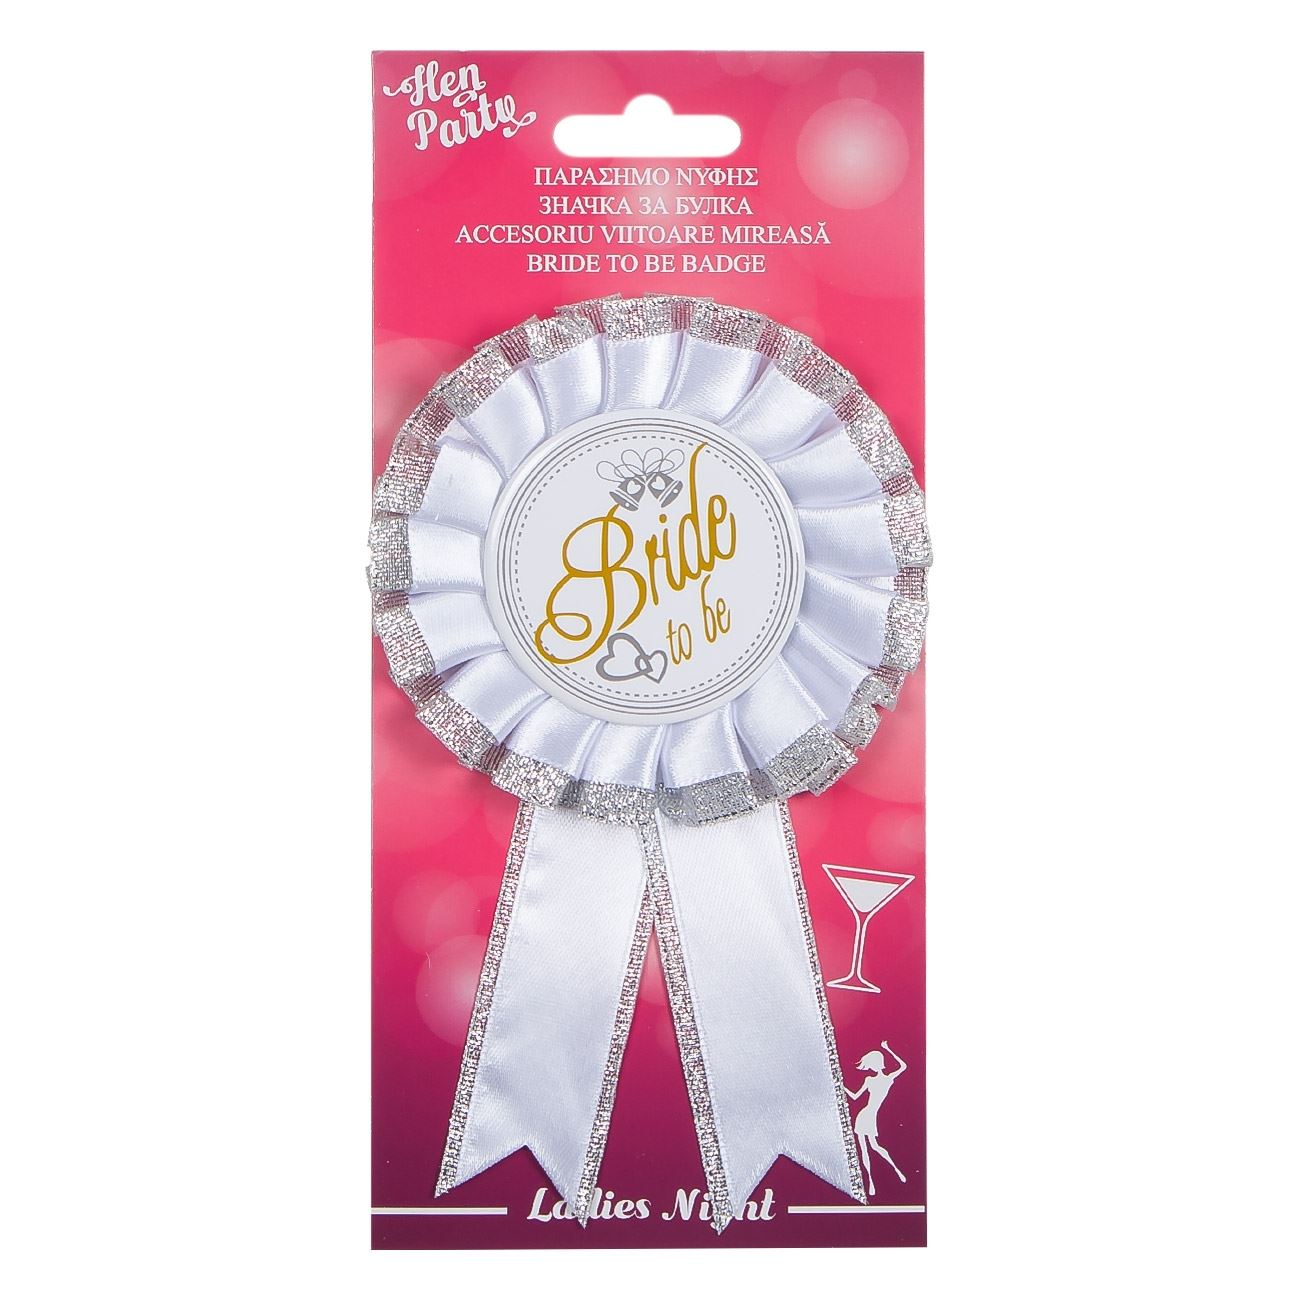 Hen
Party
ΠΑΡΑΣΗΜΟ ΝΥΦΗΣ
ЗНАЧКА ЗА БУЛКА
ACCESORIU VIITOARE MIREASĂ
BRIDE TO BE BADGE
Bride
to be
Ladies Night